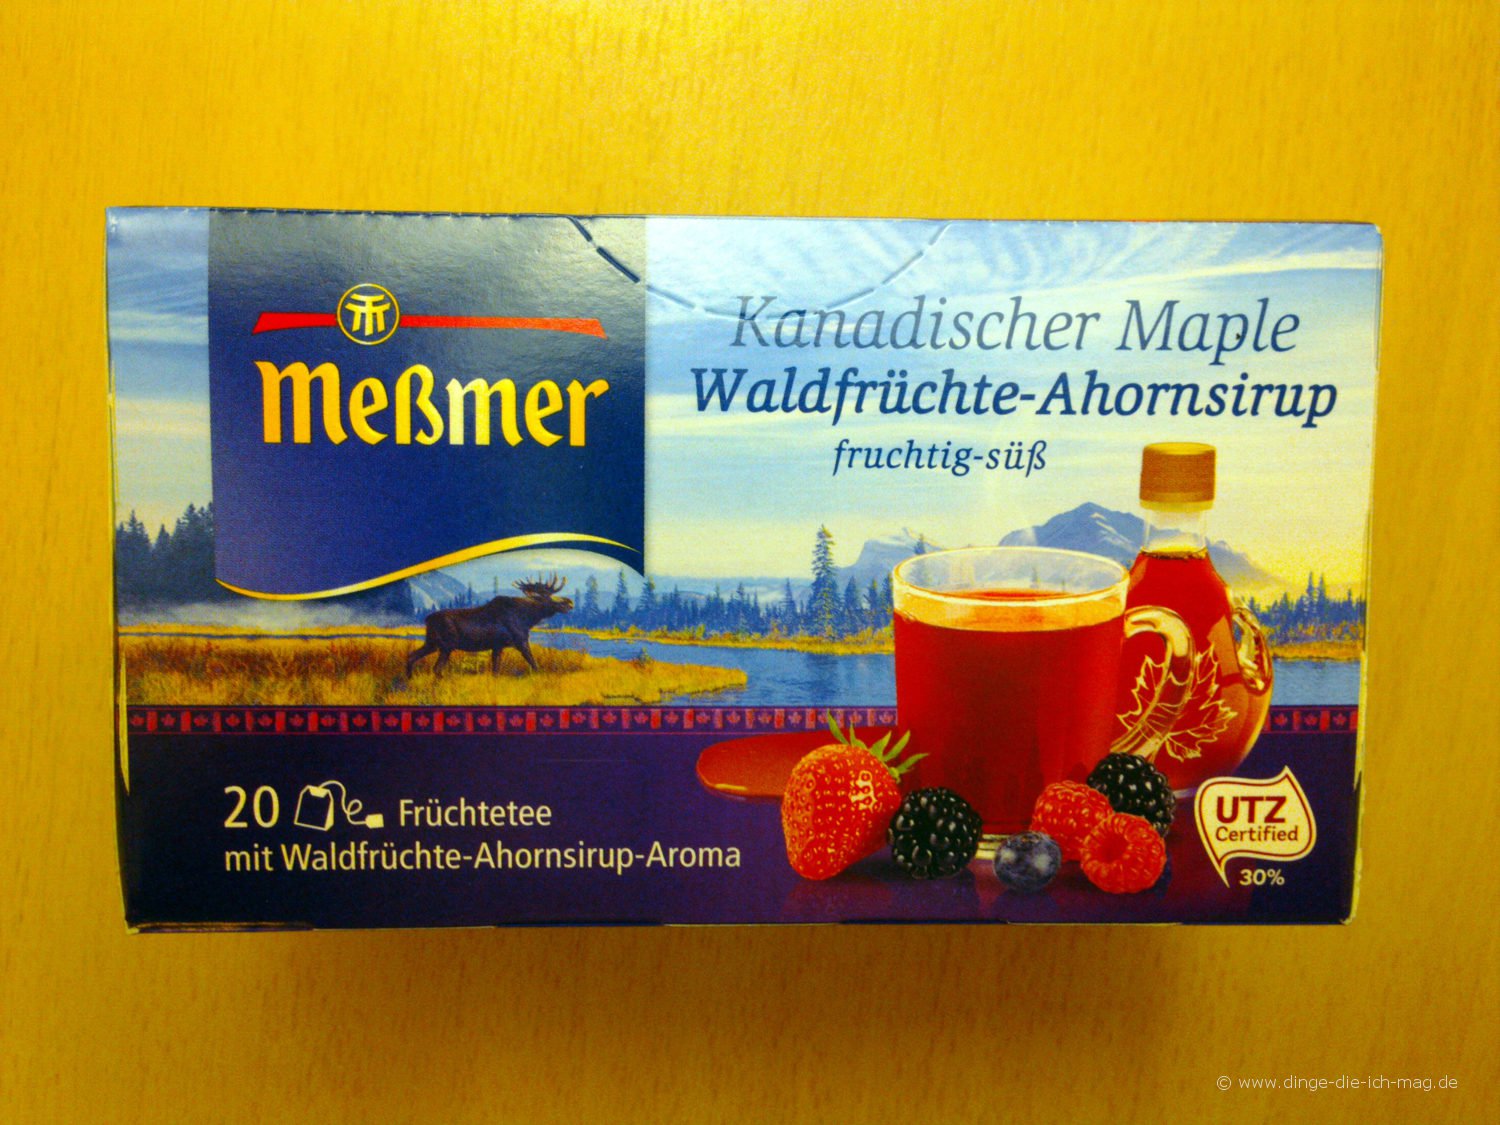 Meßmer
Kanadischer Maple
Waldfrüchte-Ahornsirup
fruchtig-süß
20 Früchtetee
mit Waldfrüchte-Ahornsirup-Aroma
UTZ
Certified
30%
© www.dinge-die-ich-mag.de